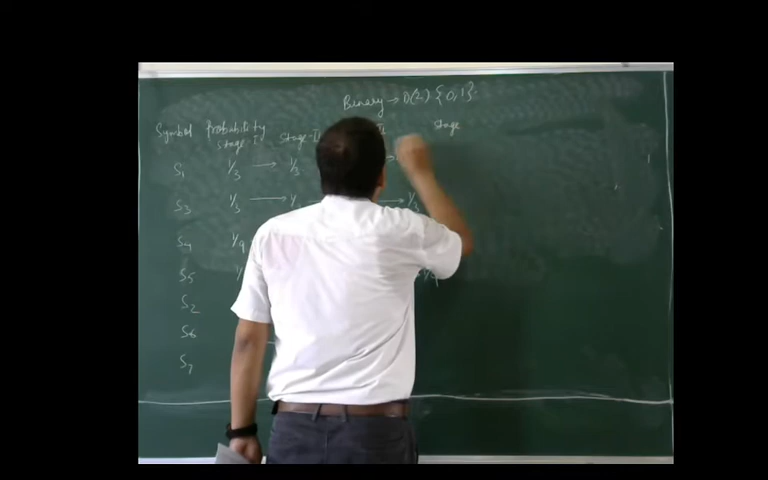 Binary → D(2) {0,1}
Symbol Probability Stage-I Stage-II Stage
S1 1/3 → 1/3
S3 1/3 → 1/3 → 1/3
S4 1/9
S5
S2
S6
S7